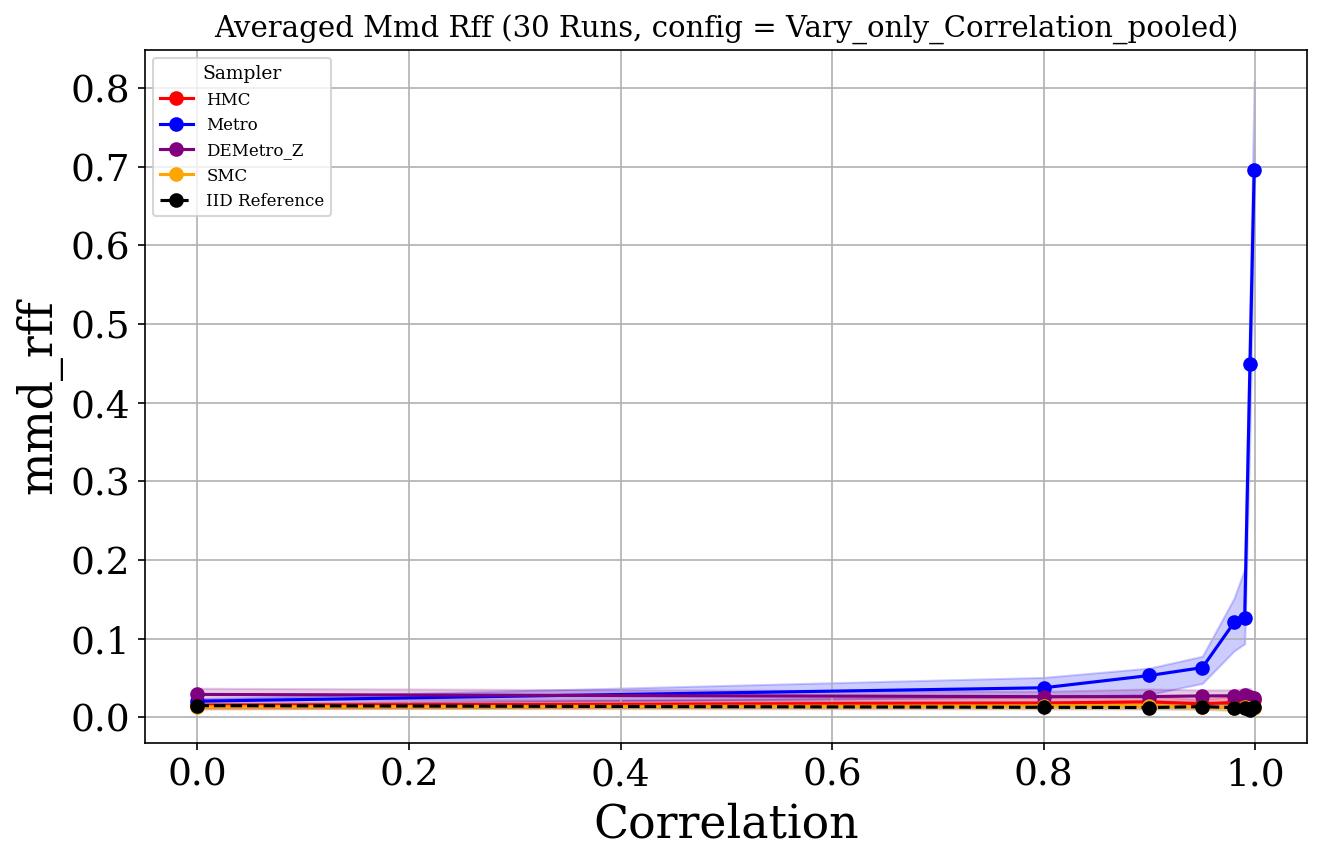 Averaged Mmd Rff (30 Runs, config = Vary_only_Correlation_pooled)
Sampler
HMC
Metro
DEMetro_Z
SMC
IID Reference
mmd_rff
0.8
0.7
0.6
0.5
0.4
0.3
0.2
0.1
0.0
0.0 0.2 0.4 0.6 0.8 1.0
Correlation